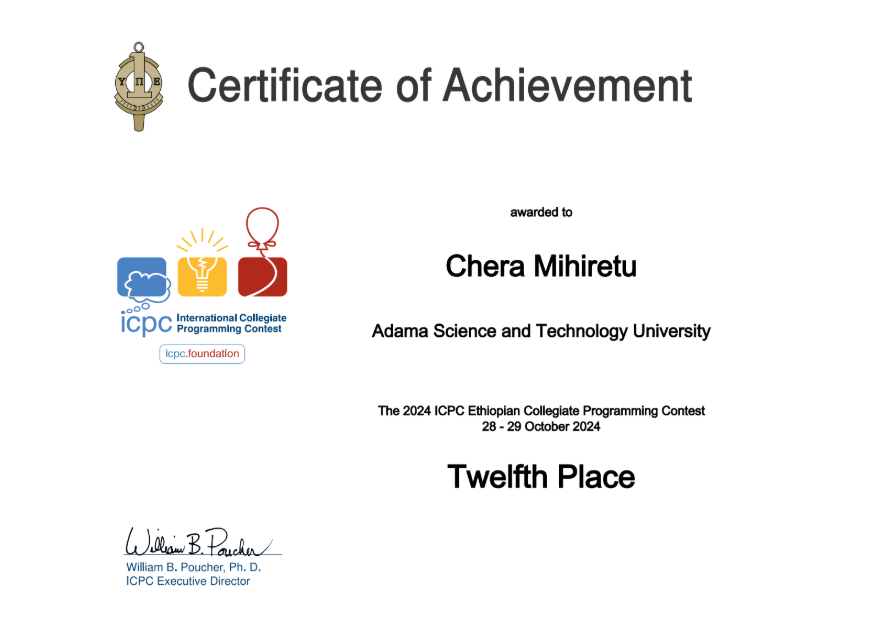 Υ Π Ε
Certificate of Achievement
awarded to
Chera Mihiretu
Adama Science and Technology University
icpc International Collegiate
Programming Contest
icpc.foundation
The 2024 ICPC Ethiopian Collegiate Programming Contest
28 - 29 October 2024
Twelfth Place
William B. Poucher
William B. Poucher, Ph. D.
ICPC Executive Director